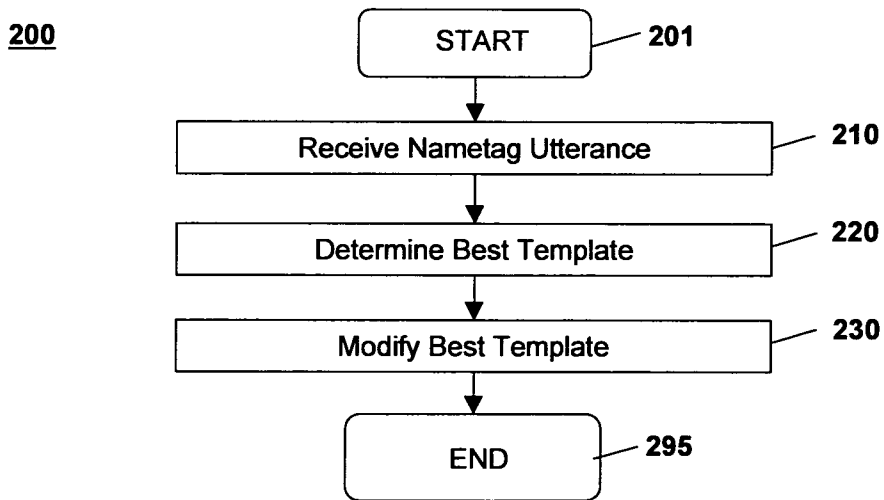 200
START
201
Receive Nametag Utterance
210
Determine Best Template
220
Modify Best Template
230
END
295